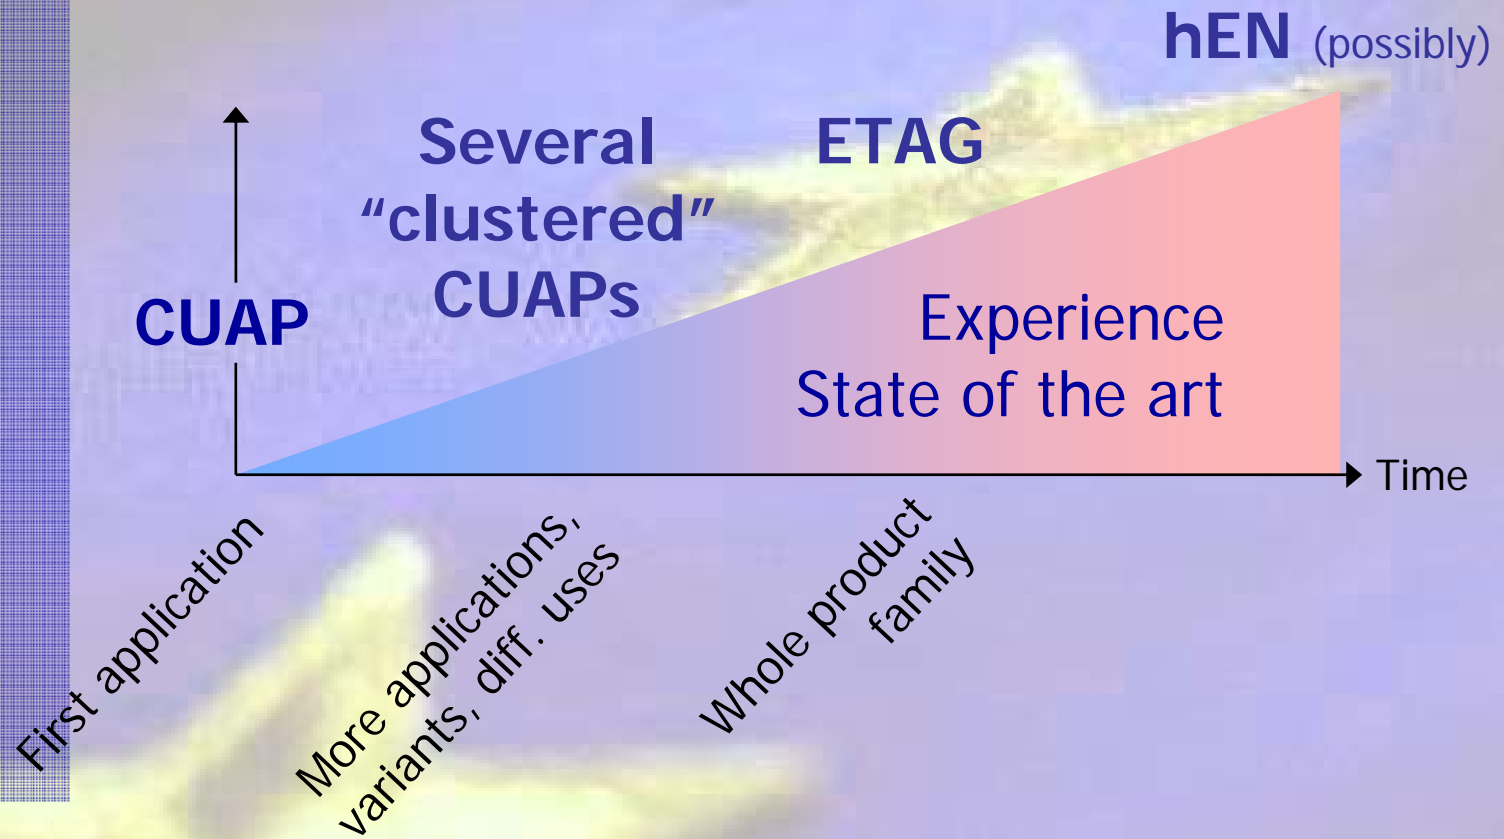 hEN (possibly)
Several
“clustered”
CUAPs
ETAG
CUAP
Experience
State of the art
Time
First application
More applications,
variants, diff. uses
Whole product
family